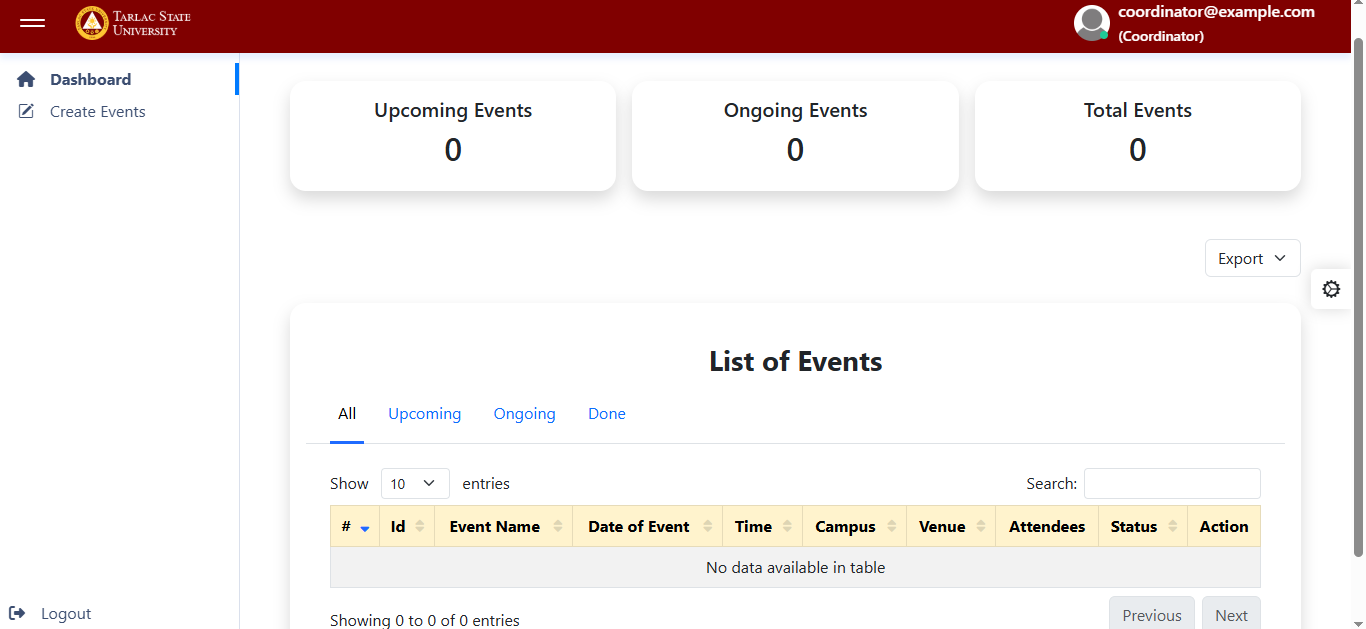 TARLAC STATE
UNIVERSITY
coordinator@example.com
(Coordinator)
Dashboard
Create Events
Upcoming Events
0
Ongoing Events
0
Total Events
0
Export
List of Events
All Upcoming Ongoing Done
Show 10 entries
Search:
# Id Event Name Date of Event Time Campus Venue Attendees Status Action
No data available in table
Showing 0 to 0 of 0 entries
Previous Next
Logout